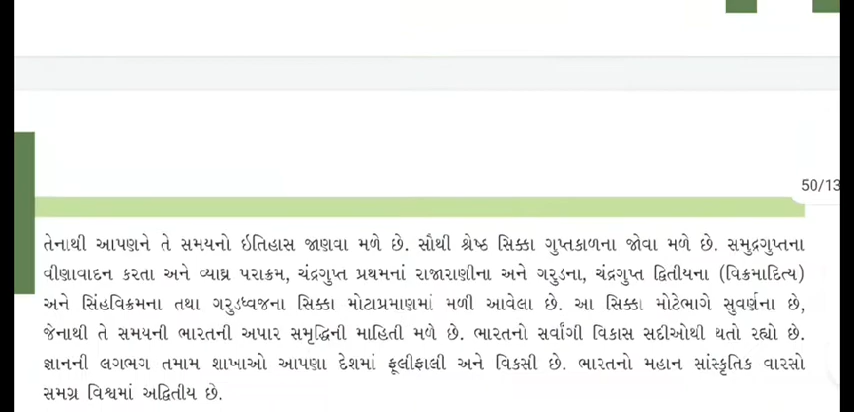 50/13
તેનાથી આપણને તે સમયનો ઇતિહાસ જાણવા મળે છે. સૌથી શ્રેષ્ઠ સિક્કા ગુપ્તકાળના જોવા મળે છે. સમુદ્રગુપ્તના
વીણાવાદન કરતા અને વ્યાઘ્ર પરાક્રમ, ચંદ્રગુપ્ત પ્રથમનાં રાજારાણીના અને ગરુડના, ચંદ્રગુપ્ત દ્વિતીયના (વિક્રમાદિત્ય)
અને સિંહવિક્રમના તથા ગરુડધ્વજના સિક્કા મોટાપ્રમાણમાં મળી આવેલા છે. આ સિક્કા મોટેભાગે સુવર્ણના છે,
જેનાથી તે સમયની ભારતની અપાર સમૃદ્ધિની માહિતી મળે છે. ભારતનો સર્વાંગી વિકાસ સદીઓથી થતો રહ્યો છે.
જ્ઞાનની લગભગ તમામ શાખાઓ આપણા દેશમાં ફૂલીફાલી અને વિકસી છે. ભારતનો મહાન સાંસ્કૃતિક વારસો
સમગ્ર વિશ્વમાં અદ્વિતીય છે.